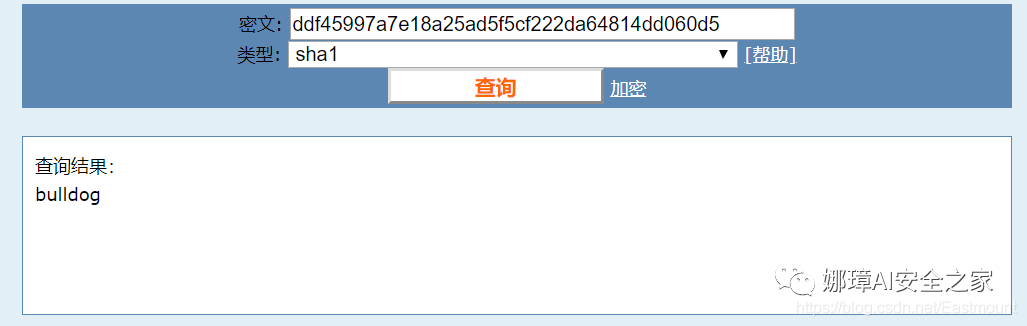 密文: ddf45997a7e18a25ad5f5cf222da64814dd060d5
类型: sha1 [帮助]
查询 加密
查询结果:
bulldog
娜璋AI安全之家
https://blog.csdn.net/Eastmount